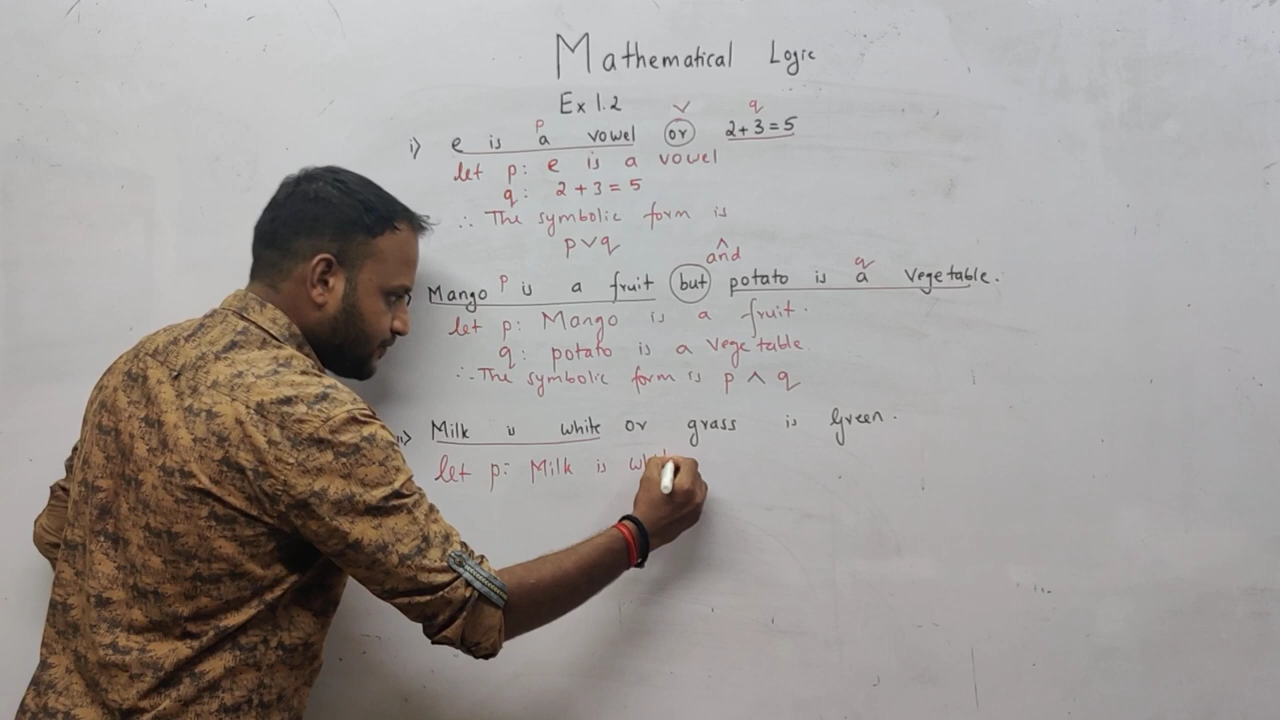 Mathematical Logic
Ex 1.2
∨ q
p
i) e is a vowel or 2+3=5
let p: e is a vowel
q: 2+3=5
∴ The symbolic form is
p∨q
∧
and
p q
Mango is a fruit but potato is a vegetable.
let p: Mango is a fruit.
q: potato is a vegetable.
∴ The symbolic form is p ∧ q
Milk is white or grass is Green.
let p: Milk is